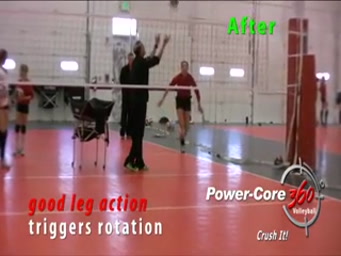 After
good leg action
triggers rotation
Power-Core 360
Volleyball
Crush It!